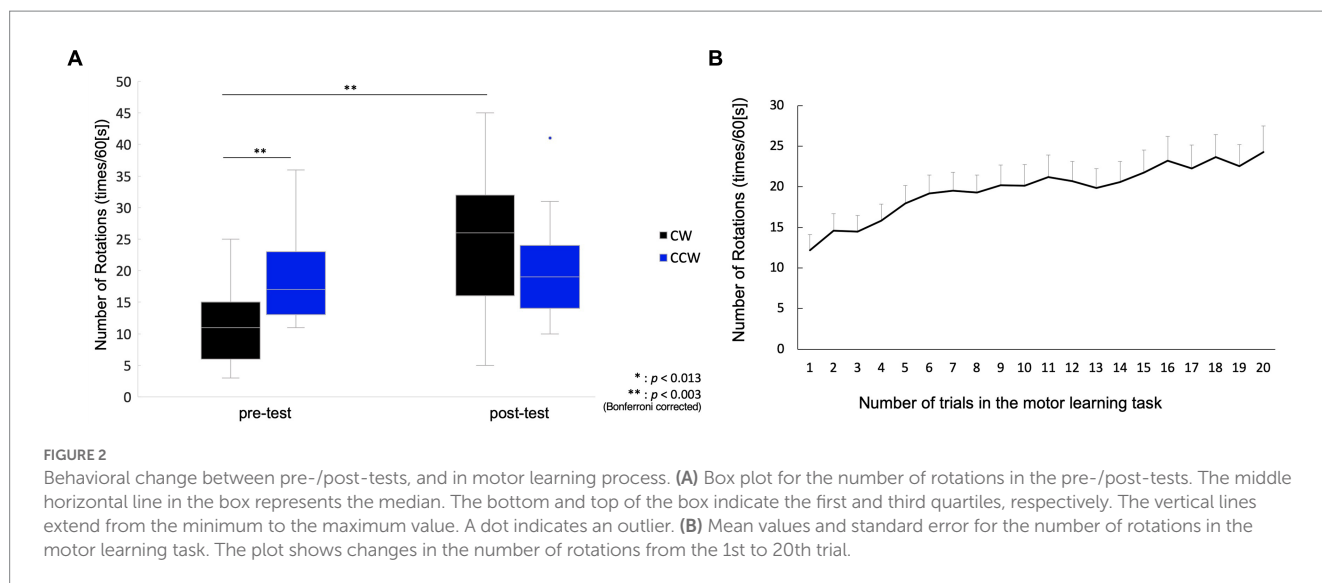 A
Number of Rotations (times/60[s])
50
45
40
35
30
25
20
15
10
5
0
**
**
pre-test
post-test
CW
CCW
* : p < 0.013
** : p < 0.003
(Bonferroni corrected)
B
Number of Rotations (times/60[s])
30
25
20
15
10
5
0
1 2 3 4 5 6 7 8 9 10 11 12 13 14 15 16 17 18 19 20
Number of trials in the motor learning task
FIGURE 2
Behavioral change between pre-/post-tests, and in motor learning process. (A) Box plot for the number of rotations in the pre-/post-tests. The middle
horizontal line in the box represents the median. The bottom and top of the box indicate the first and third quartiles, respectively. The vertical lines
extend from the minimum to the maximum value. A dot indicates an outlier. (B) Mean values and standard error for the number of rotations in the
motor learning task. The plot shows changes in the number of rotations from the 1st to 20th trial.